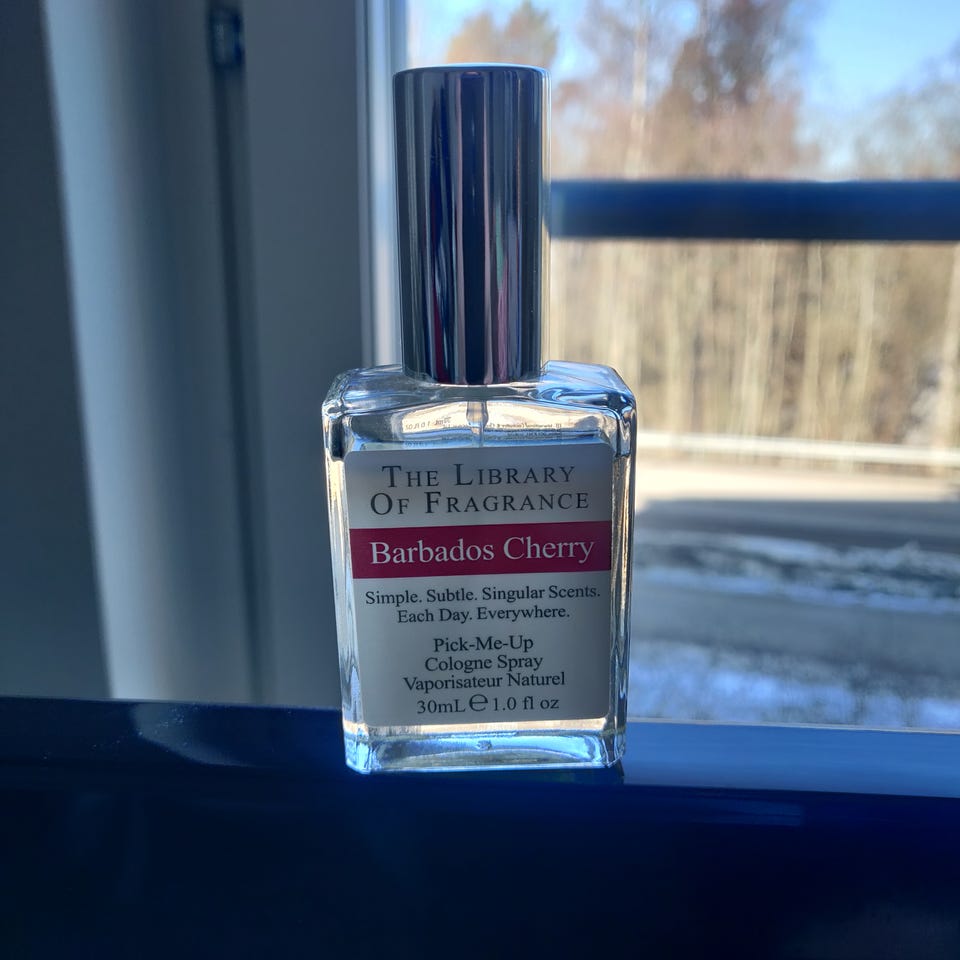 The Library
Of Fragrance
Barbados Cherry
Simple. Subtle. Singular Scents.
Each Day. Everywhere.
Pick-Me-Up
Cologne Spray
Vaporisateur Naturel
30mL ℮ 1.0 fl oz